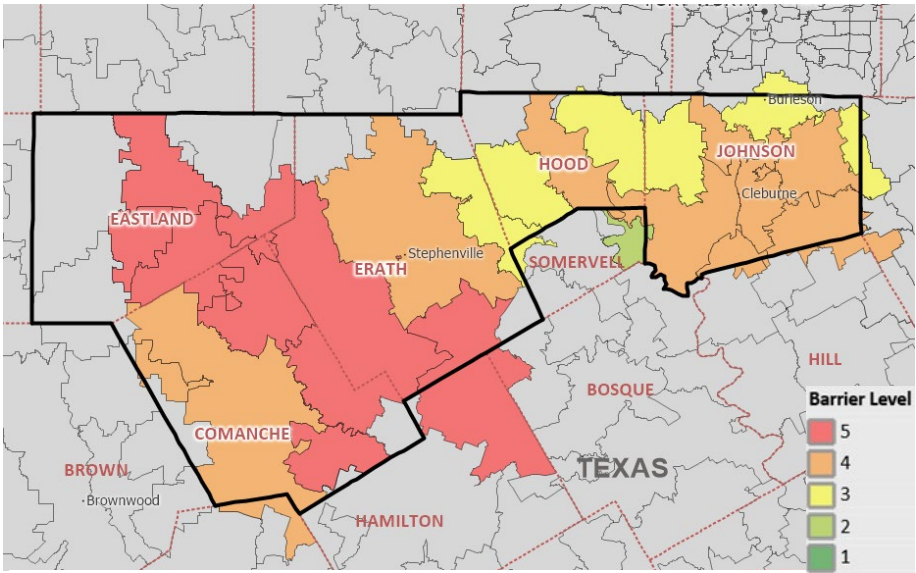 Burleson
HOOD
JOHNSON
Cleburne
EASTLAND
Stephenville
ERATH
SOMERVELL
HILL
BOSQUE
Barrier Level
5
4
3
2
1
COMANCHE
BROWN
Brownwood
TEXAS
HAMILTON